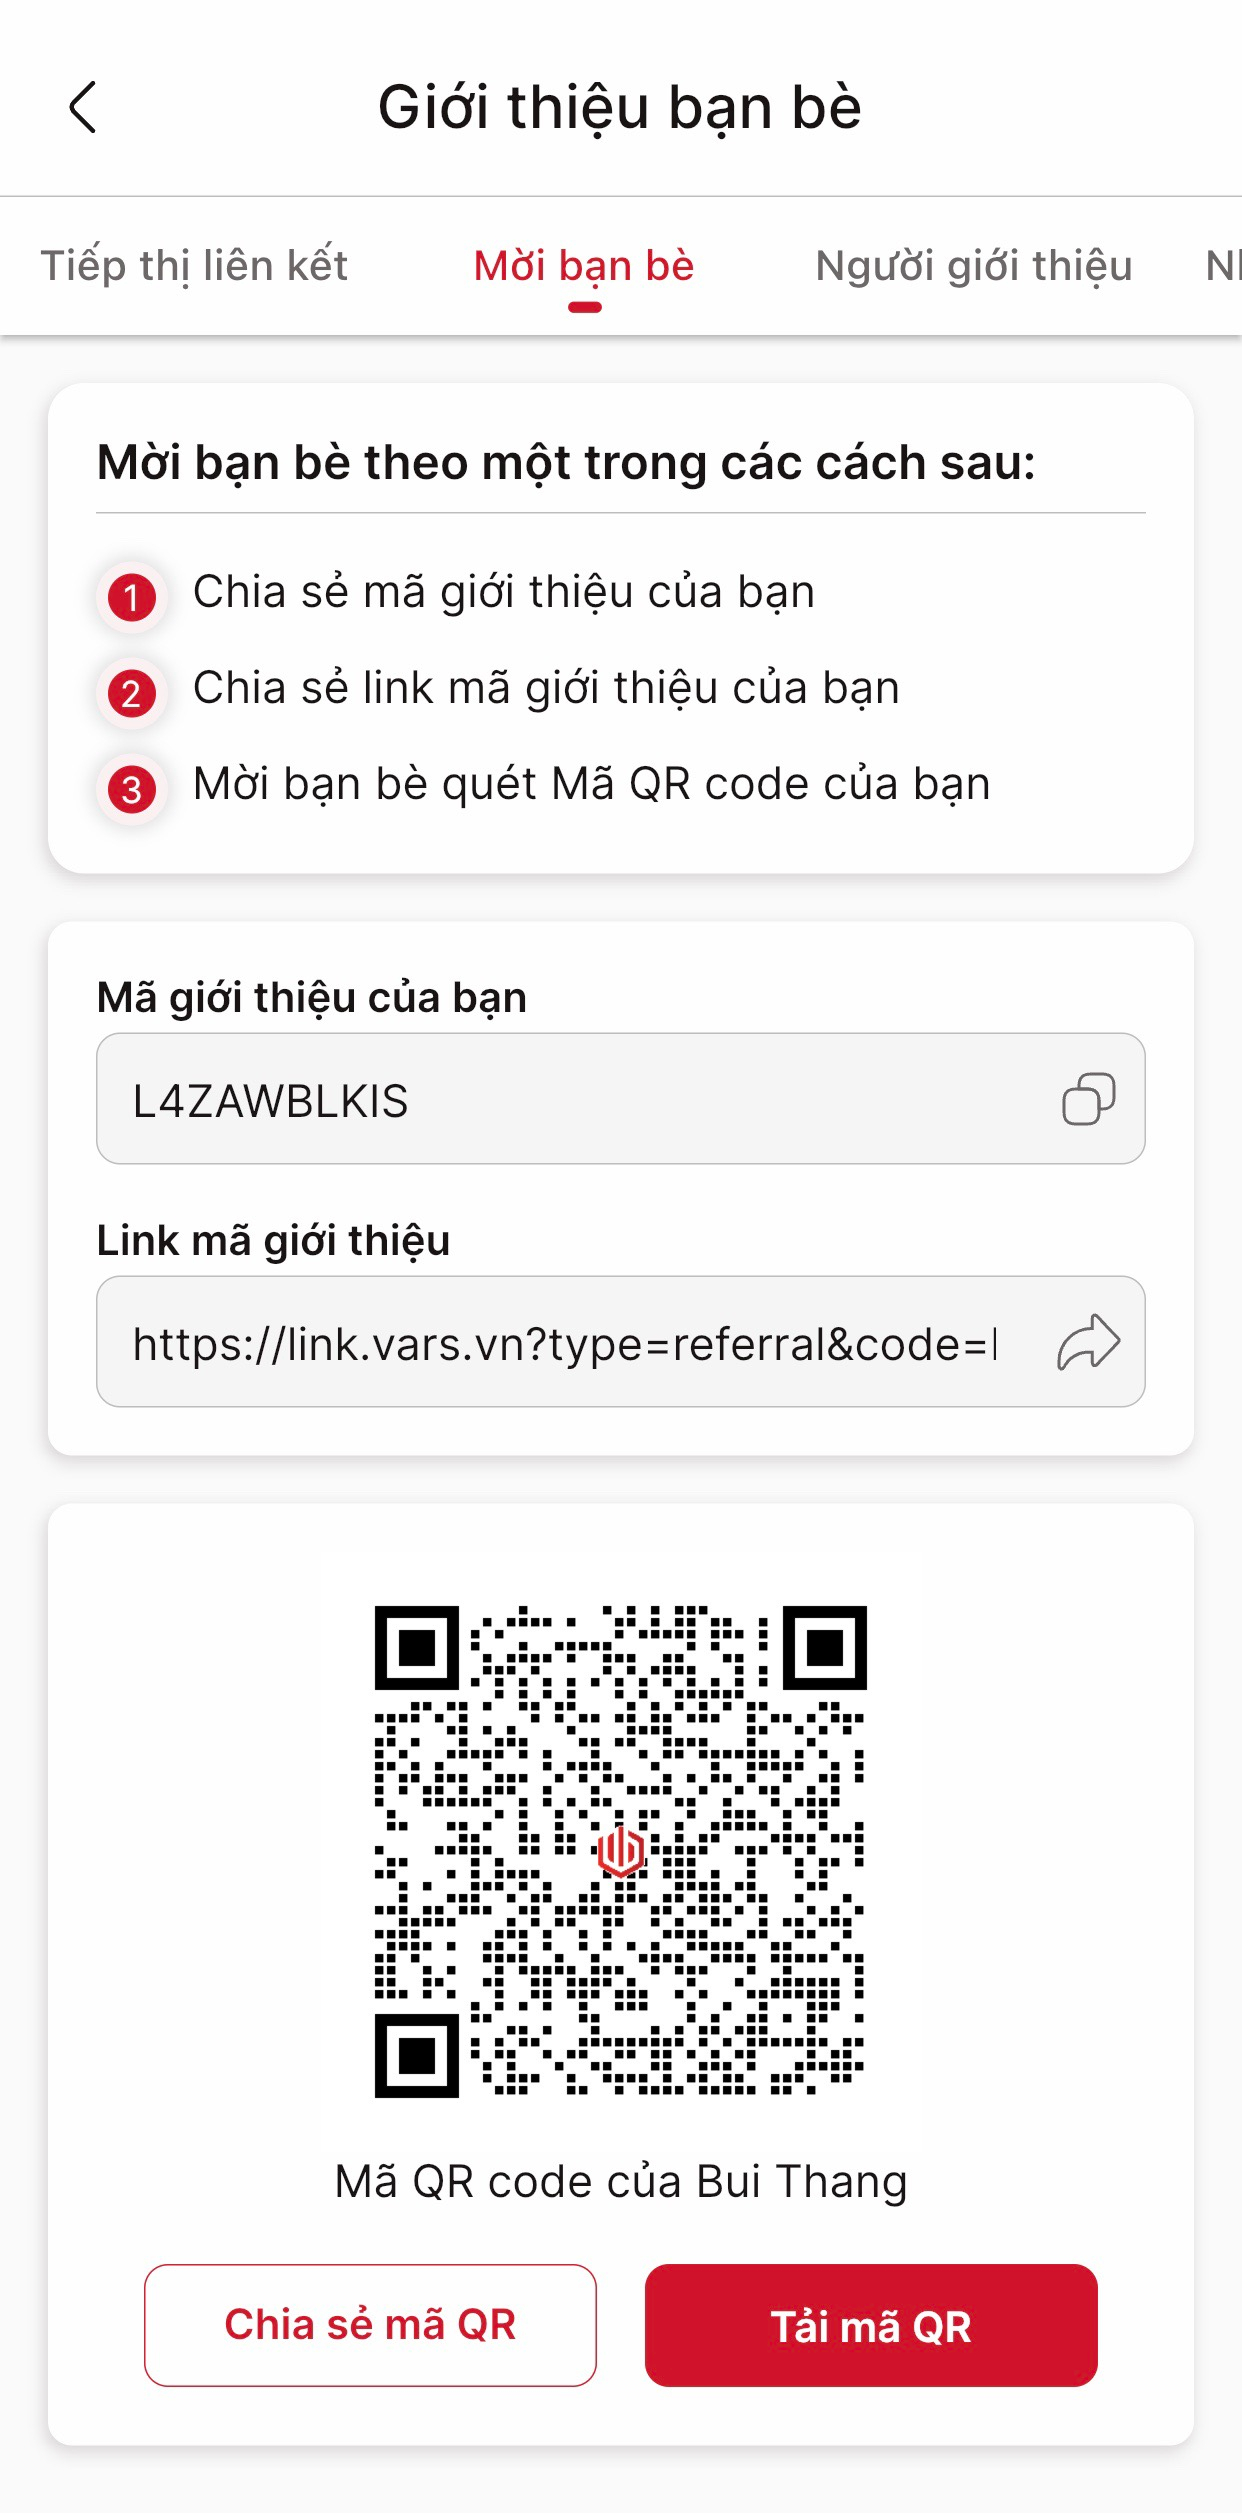 Giới thiệu bạn bè
Tiếp thị liên kết
Mời bạn bè
Người giới thiệu
Mời bạn bè theo một trong các cách sau:
1 Chia sẻ mã giới thiệu của bạn
2 Chia sẻ link mã giới thiệu của bạn
3 Mời bạn bè quét Mã QR code của bạn
Mã giới thiệu của bạn
L4ZAWBLKIS
Link mã giới thiệu
https://link.vars.vn?type=referral&code=
Mã QR code của Bui Thang
Chia sẻ mã QR
Tải mã QR